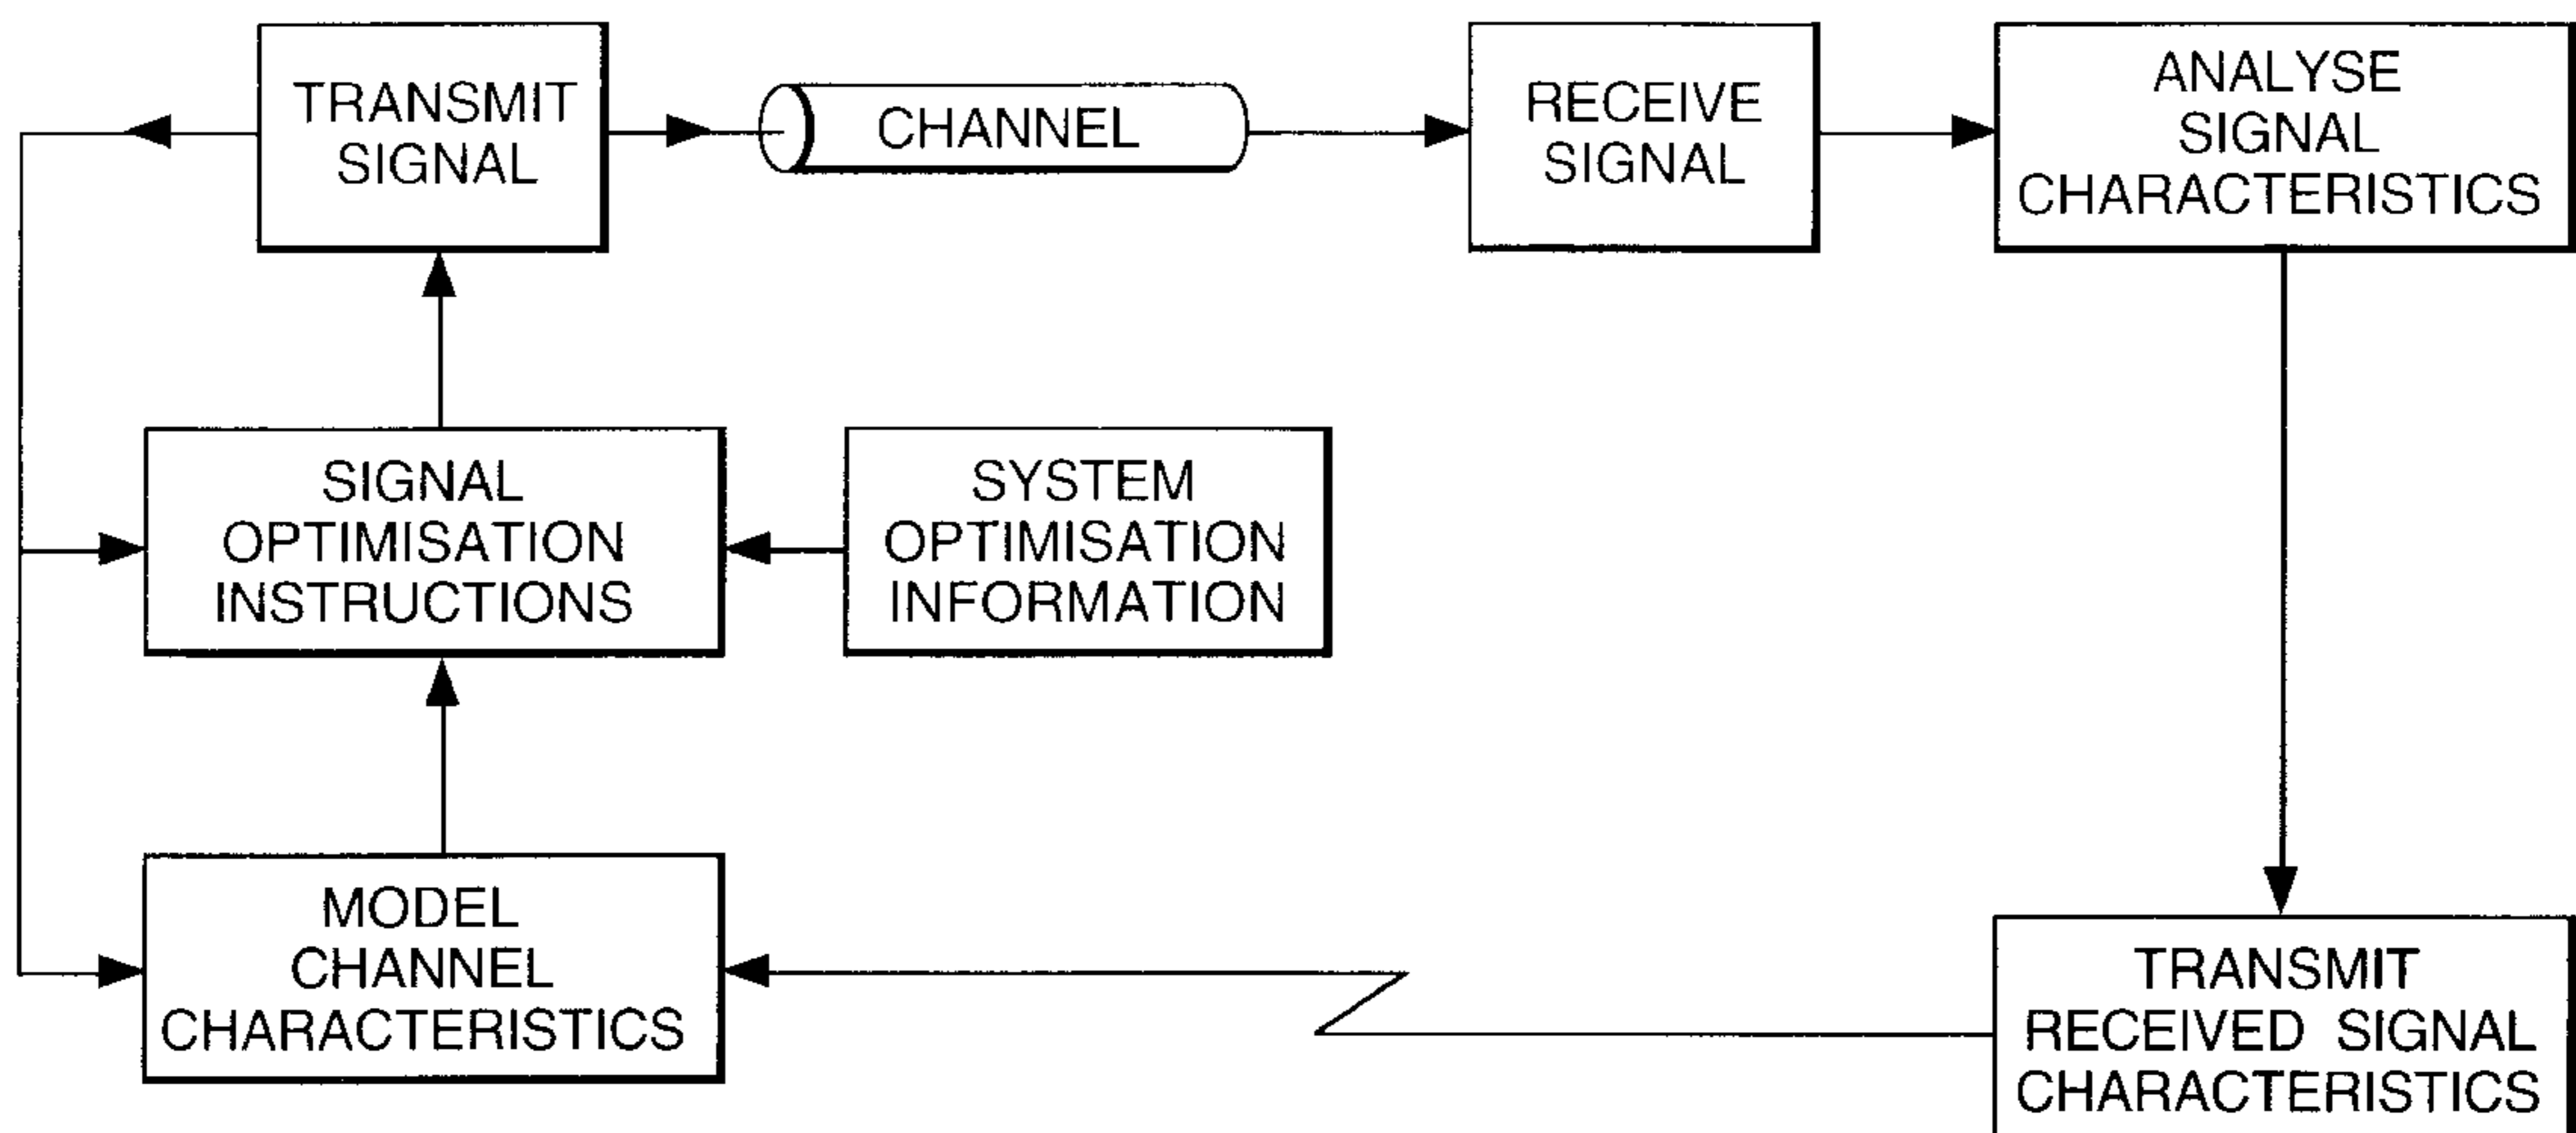 TRANSMIT
SIGNAL
CHANNEL
RECEIVE
SIGNAL
ANALYSE
SIGNAL
CHARACTERISTICS
SIGNAL
OPTIMISATION
INSTRUCTIONS
SYSTEM
OPTIMISATION
INFORMATION
MODEL
CHANNEL
CHARACTERISTICS
TRANSMIT
RECEIVED SIGNAL
CHARACTERISTICS